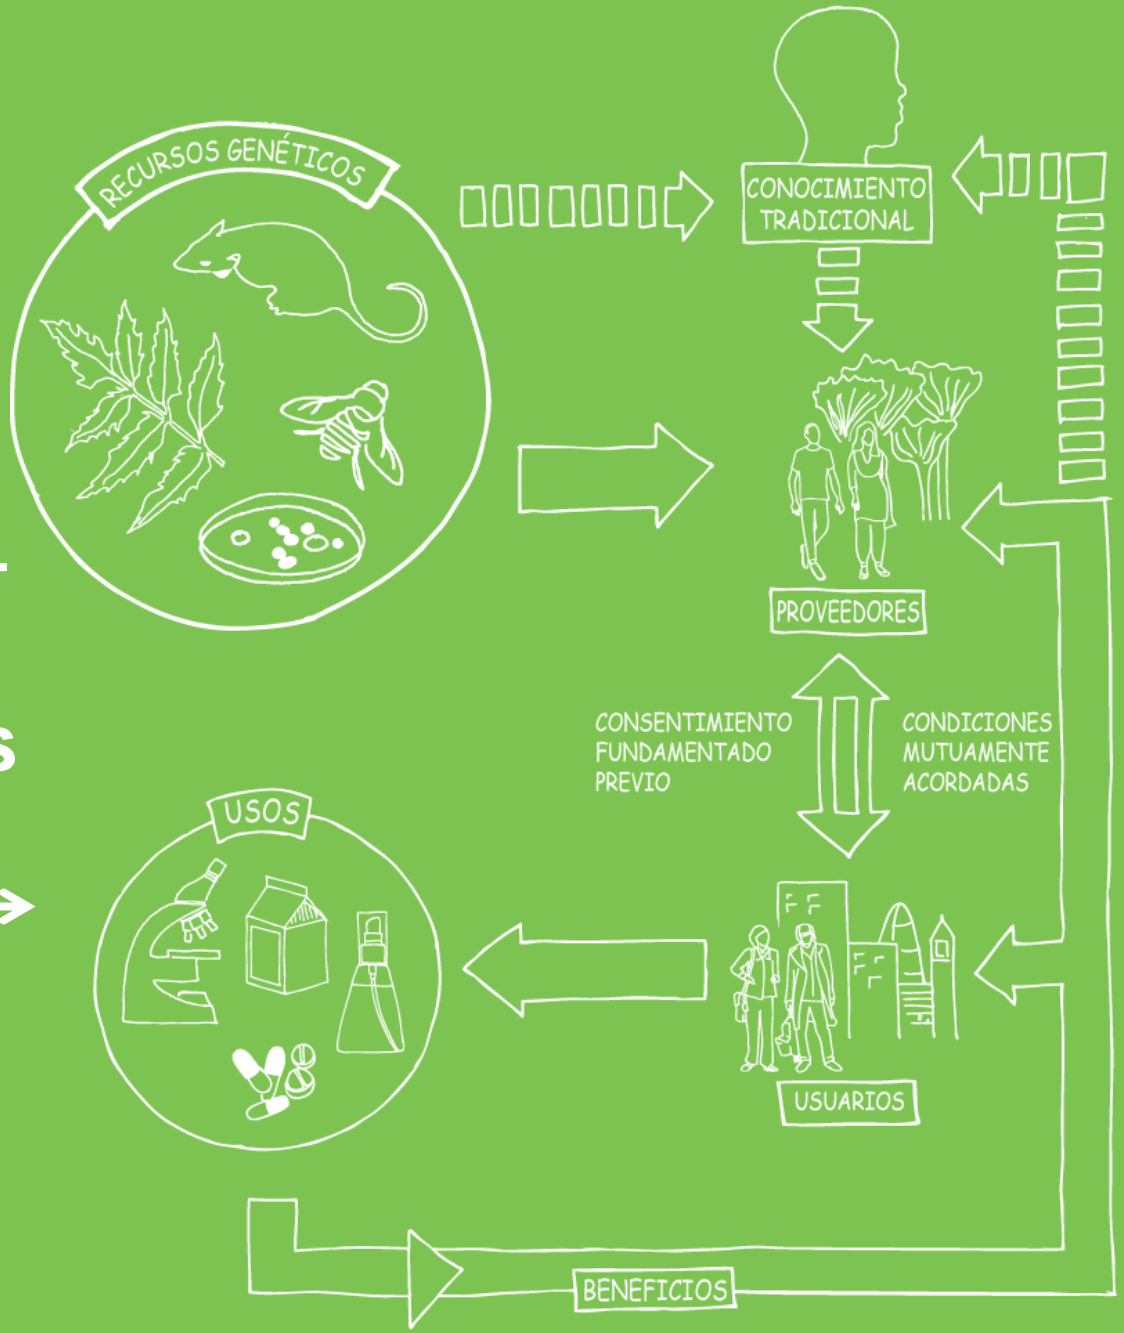 RECURSOS GENÉTICOS
CONOCIMIENTO
TRADICIONAL
PROVEEDORES
CONSENTIMIENTO
FUNDAMENTADO
PREVIO
CONDICIONES
MUTUAMENTE
ACORDADAS
USOS
USUARIOS
BENEFICIOS